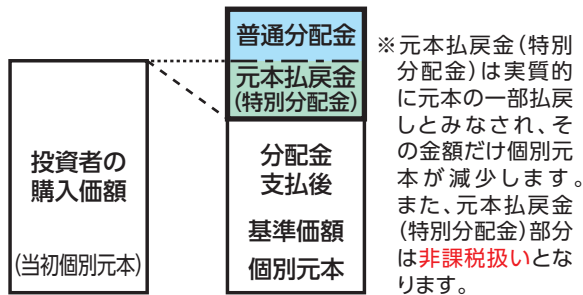 普通分配金
元本払戻金
(特別分配金)
投資者の
購入価額
(当初個別元本)
分配金
支払後
基準価額
個別元本
※元本払戻金(特別
分配金)は実質的
に元本の一部払戻
しとみなされ、そ
の金額だけ個別元
本が減少します。
また、元本払戻金
(特別分配金)部分
は非課税扱いとな
ります。